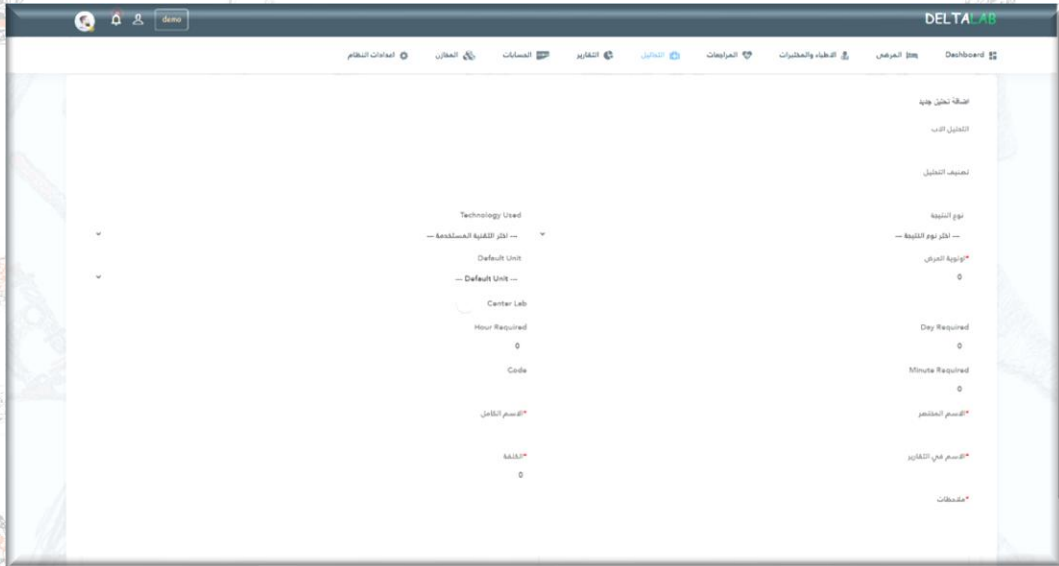 DELTALAB
demo
Dashboard المرضى الاطباء والمختبرات المراجعات التحاليل التقارير الحسابات المخازن اعدادات النظام
اضافة تحليل جديد
التحليل الاب
تصنيف التحليل
نوع النتيجة Technology Used
--- اختر نوع النتيجة --- --- اختر التقنية المستخدمة ---
*اولوية العرض Default Unit
0 --- Default Unit ---
Center Lab
Day Required Hour Required
0 0
Minute Required Code
0
*الاسم المختصر *الاسم الكامل
*الاسم في التقارير *الكلفة
0
*ملاحظات